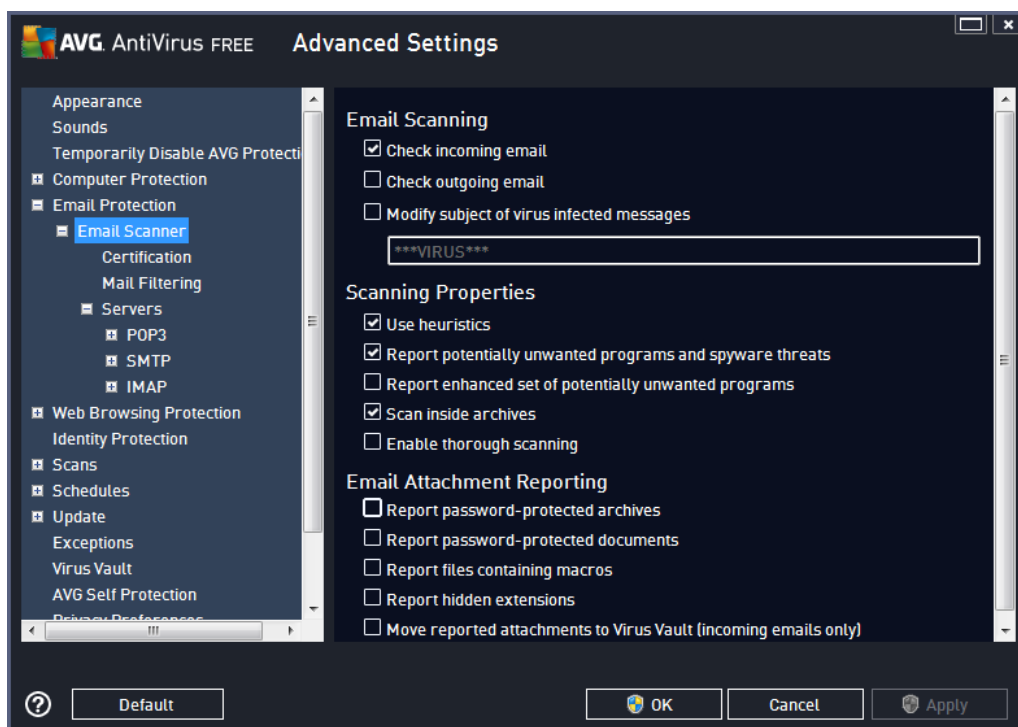 AVG. AntiVirus FREE Advanced Settings
Appearance
Sounds
Temporarily Disable AVG Protecti
Computer Protection
Email Protection
Email Scanner
Certification
Mail Filtering
Servers
POP3
SMTP
IMAP
Web Browsing Protection
Identity Protection
Scans
Schedules
Update
Exceptions
Virus Vault
AVG Self Protection
Privacy Preferences
Email Scanning
Check incoming email
Check outgoing email
Modify subject of virus infected messages
***VIRUS***
Scanning Properties
Use heuristics
Report potentially unwanted programs and spyware threats
Report enhanced set of potentially unwanted programs
Scan inside archives
Enable thorough scanning
Email Attachment Reporting
Report password-protected archives
Report password-protected documents
Report files containing macros
Report hidden extensions
Move reported attachments to Virus Vault (incoming emails only)
? Default OK Cancel Apply